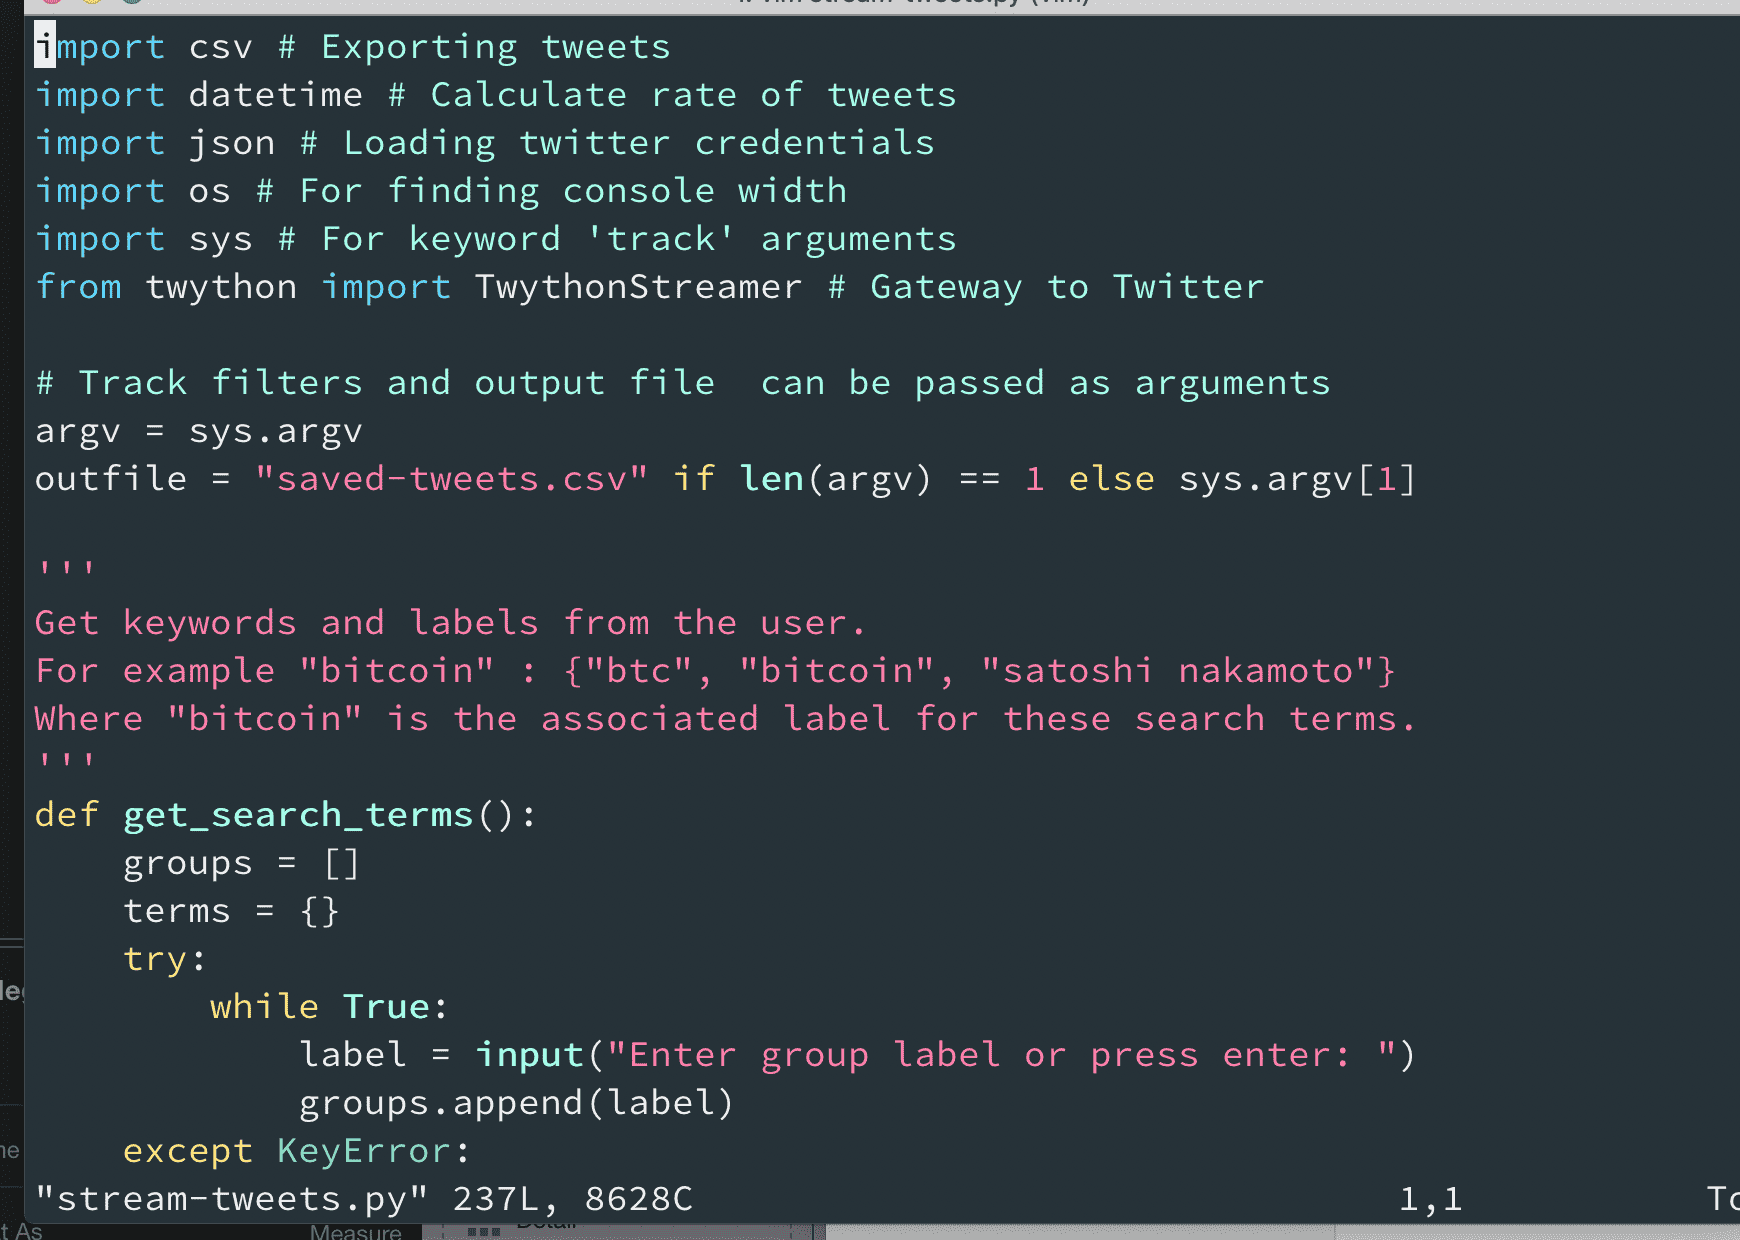 import csv # Exporting tweets
import datetime # Calculate rate of tweets
import json # Loading twitter credentials
import os # For finding console width
import sys # For keyword 'track' arguments
from twython import TwythonStreamer # Gateway to Twitter
# Track filters and output file  can be passed as arguments
argv = sys.argv
outfile = "saved-tweets.csv" if len(argv) == 1 else sys.argv[1]
'''
Get keywords and labels from the user.
For example "bitcoin" : {"btc", "bitcoin", "satoshi nakamoto"}
Where "bitcoin" is the associated label for these search terms.
'''
def get_search_terms():
    groups = []
    terms = {}
    try:
        while True:
            label = input("Enter group label or press enter: ")
            groups.append(label)
    except KeyError:
"stream-tweets.py" 237L, 8628C 1,1
As Measure